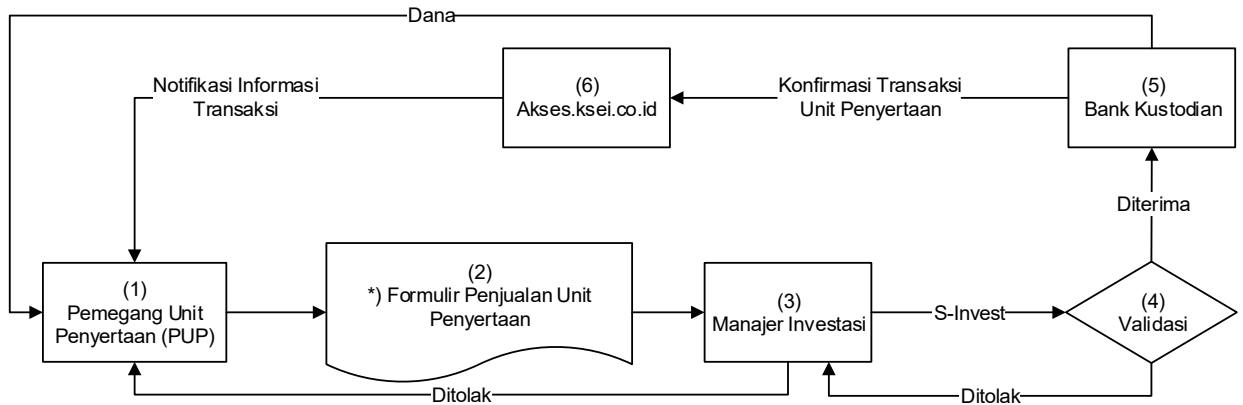 Dana
Notifikasi Informasi
Transaksi
(6)
Akses.ksei.co.id
Konfirmasi Transaksi
Unit Penyertaan
(5)
Bank Kustodian
Diterima
(1)
Pemegang Unit
Penyertaan (PUP)
(2)
*) Formulir Penjualan Unit
Penyertaan
(3)
Manajer Investasi
S-Invest
(4)
Validasi
Ditolak
Ditolak